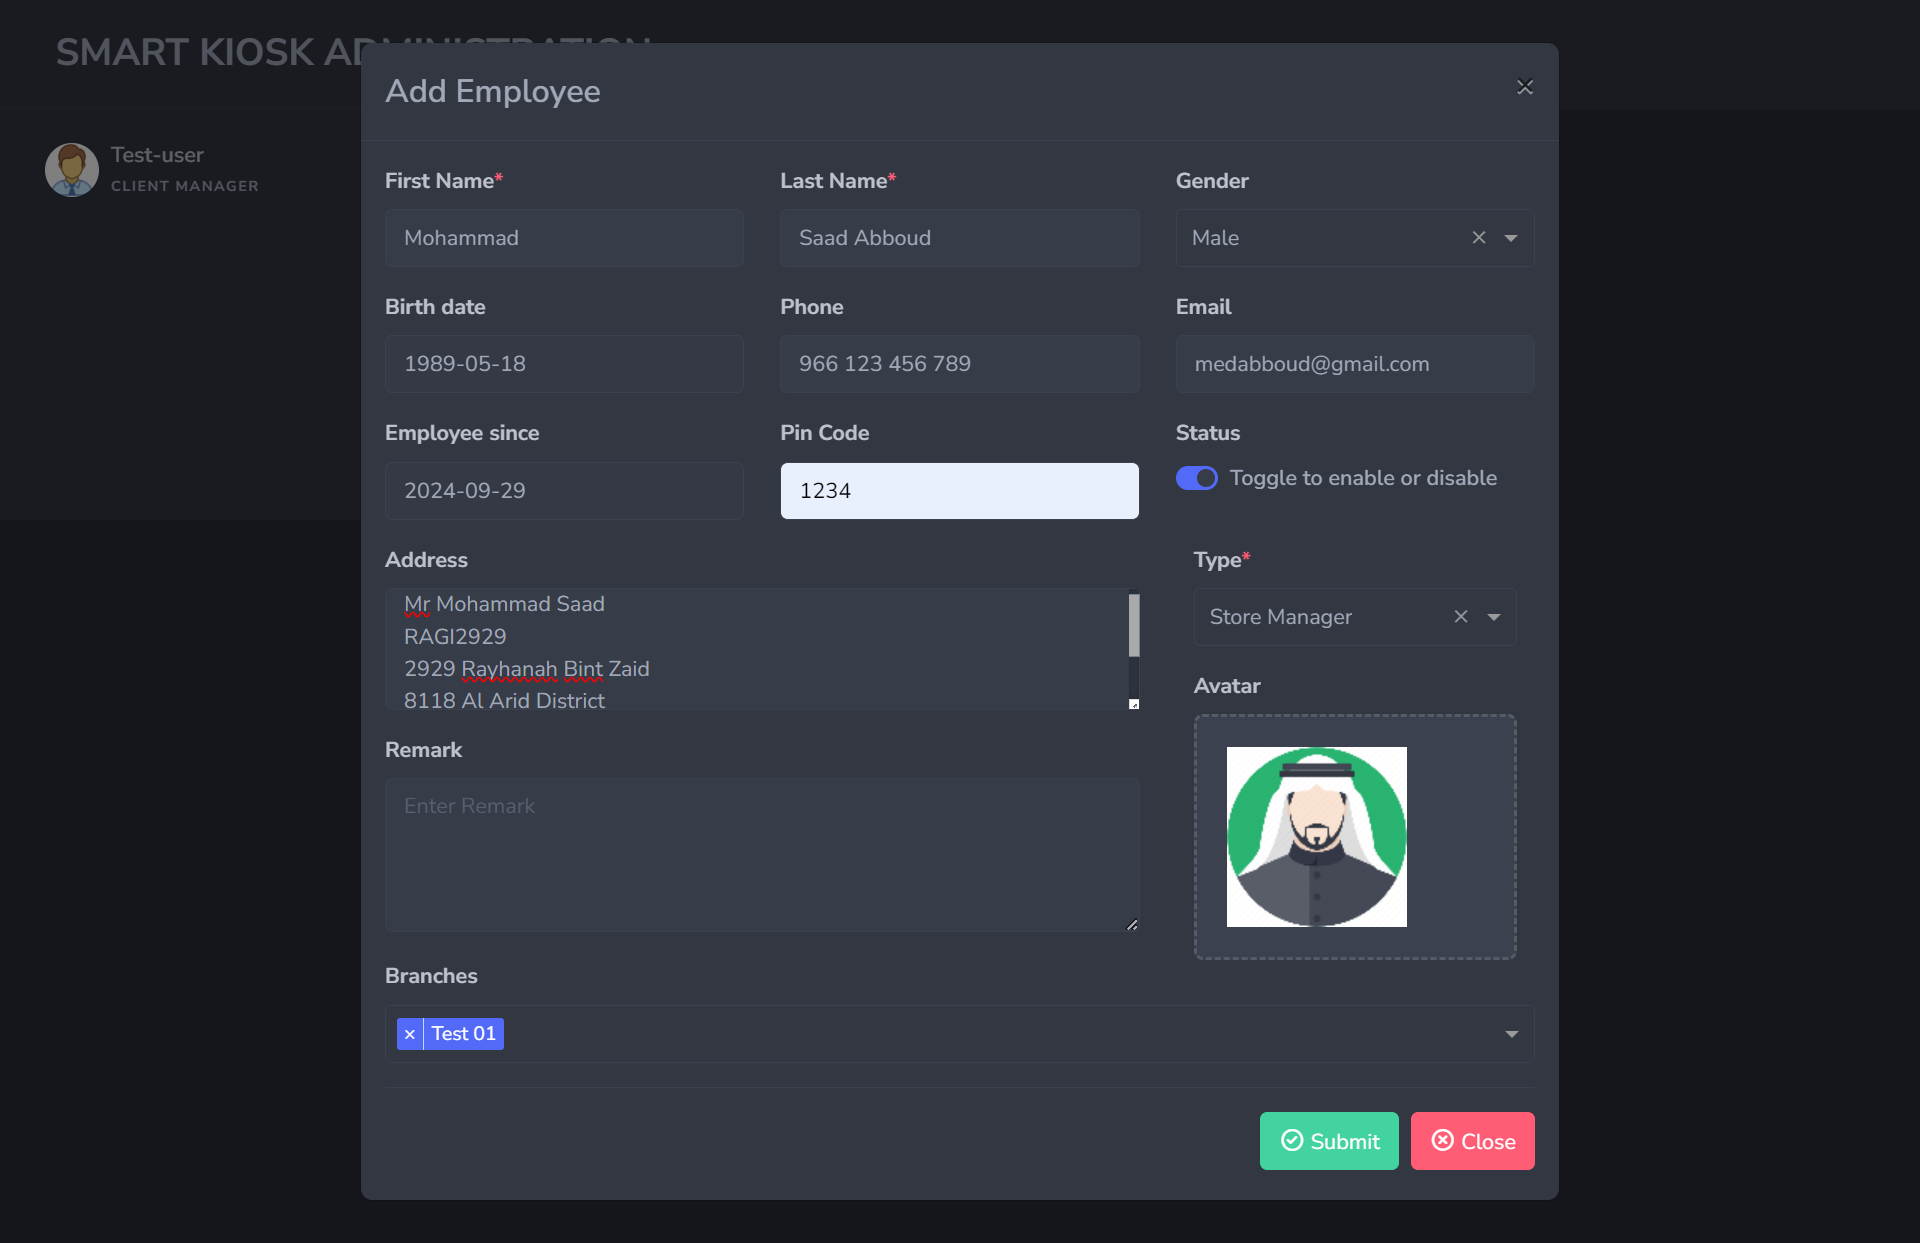 SMART KIOSK ADMINISTRATION
Test-user
CLIENT MANAGER
Add Employee
First Name*
Last Name*
Gender
Mohammad
Saad Abboud
Male
Birth date
Phone
Email
1989-05-18
966 123 456 789
medabboud@gmail.com
Employee since
Pin Code
Status
2024-09-29
1234
Toggle to enable or disable
Address
Type*
Mr Mohammad Saad
RAGI2929
2929 Rayhanah Bint Zaid
8118 Al Arid District
Store Manager
Avatar
Remark
Enter Remark
Branches
× Test 01
Submit
Close